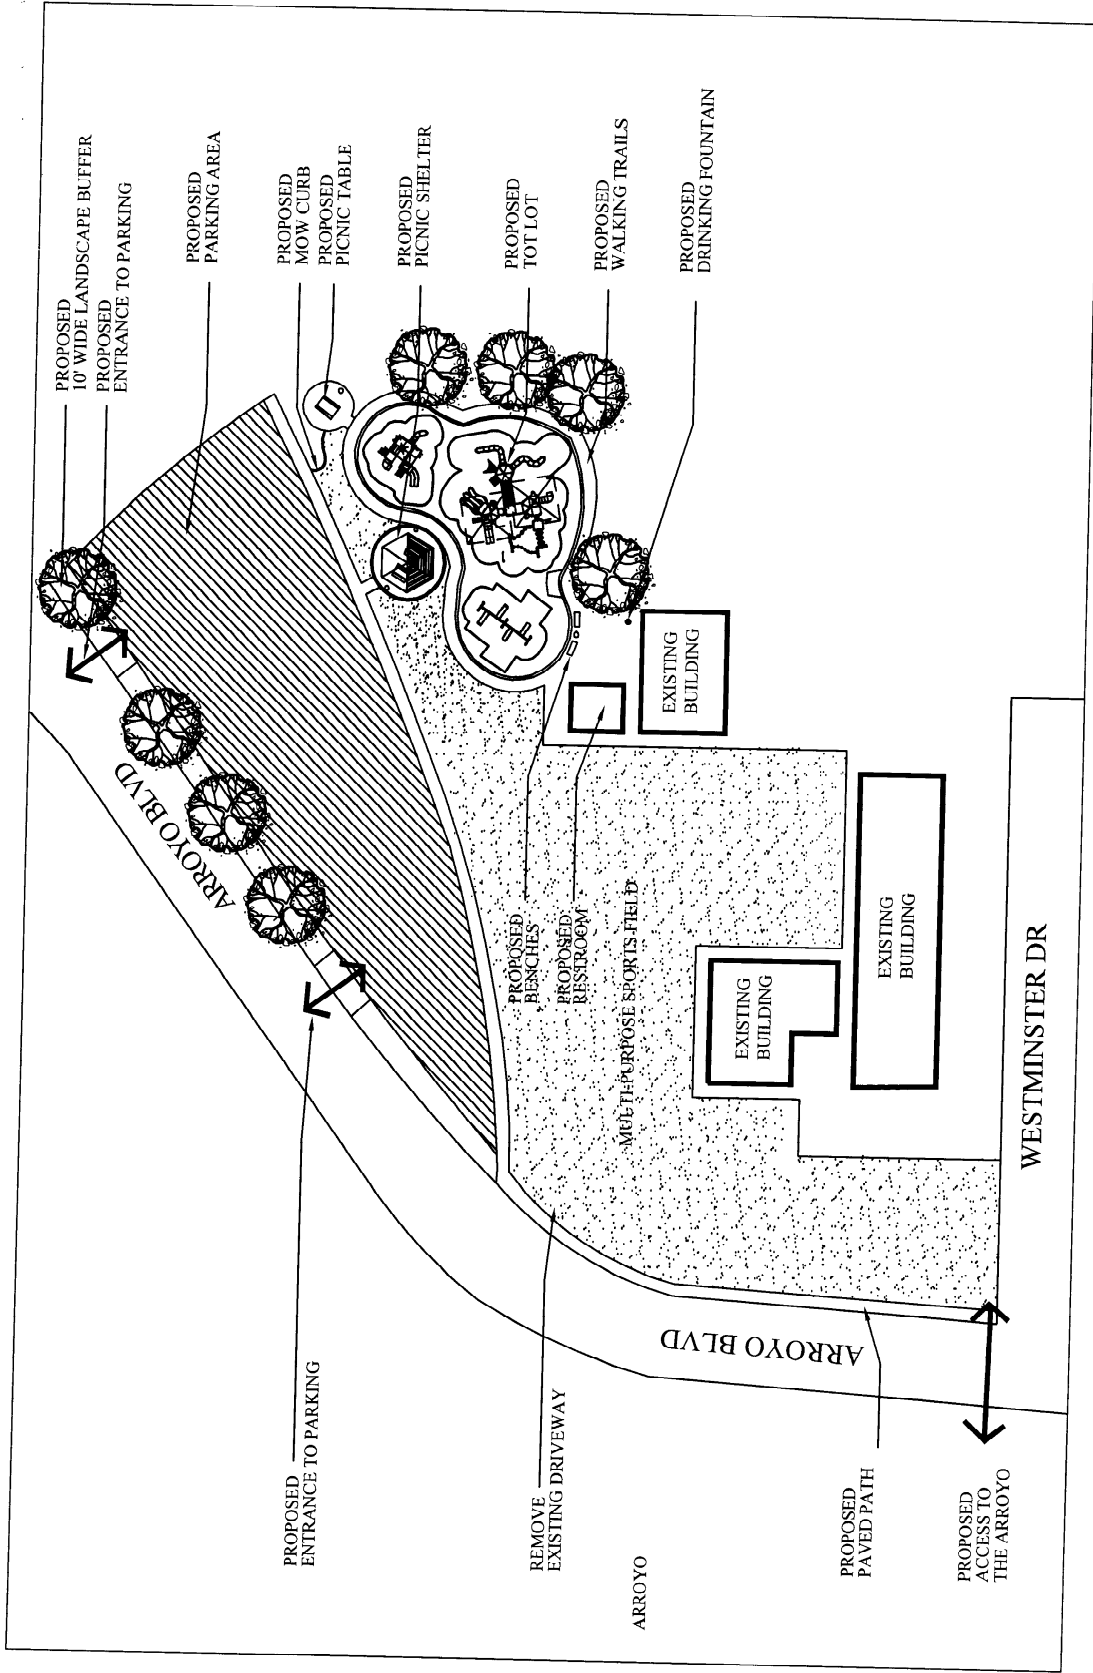 PROPOSED
10' WIDE LANDSCAPE BUFFER
PROPOSED
ENTRANCE TO PARKING
PROPOSED
PARKING AREA
PROPOSED
MOW CURB
PROPOSED
PICNIC TABLE
PROPOSED
PICNIC SHELTER
PROPOSED
TOT LOT
PROPOSED
WALKING TRAILS
PROPOSED
DRINKING FOUNTAIN
ARROYO BLVD
EXISTING
BUILDING
PROPOSED
BENCHES
PROPOSED
RESTROOM
MULTI-PURPOSE SPORTS FIELD
EXISTING
BUILDING
EXISTING
BUILDING
WESTMINSTER DR
ARROYO BLVD
PROPOSED
ENTRANCE TO PARKING
REMOVE
EXISTING DRIVEWAY
ARROYO
PROPOSED
PAVED PATH
PROPOSED
ACCESS TO
THE ARROYO